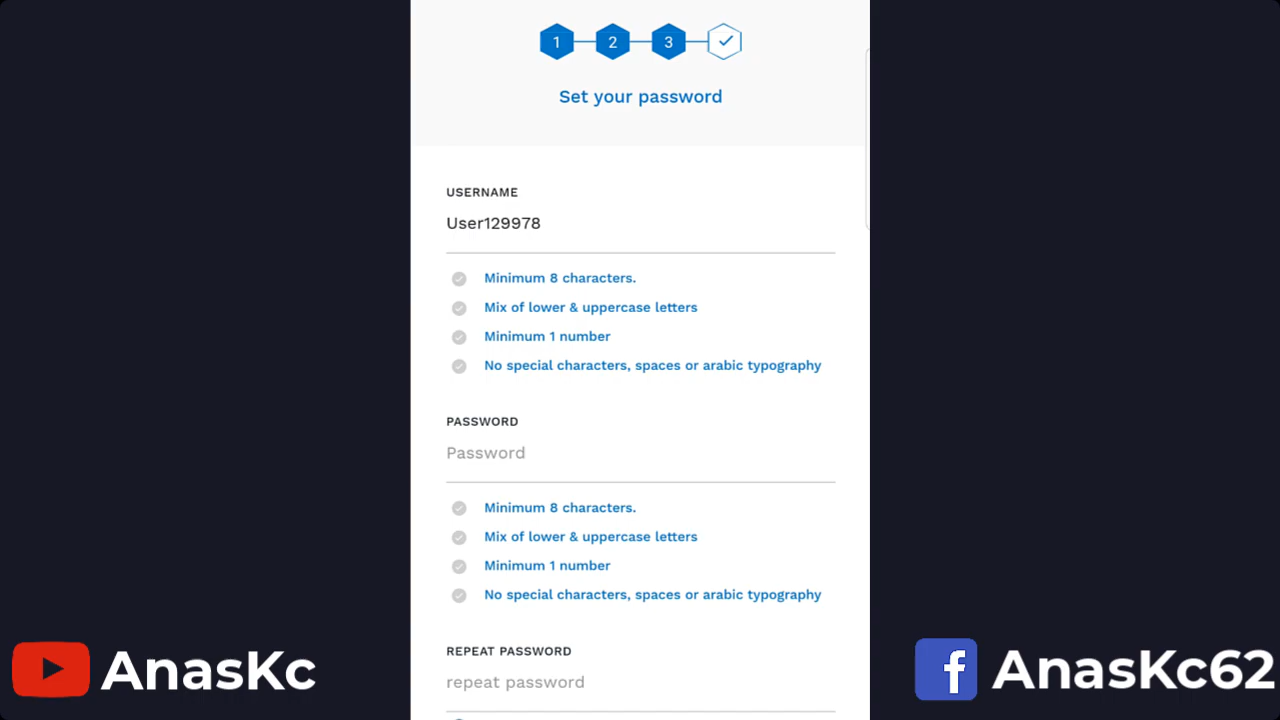 1 2 3
Set your password
USERNAME
User129978
Minimum 8 characters.
Mix of lower & uppercase letters
Minimum 1 number
No special characters, spaces or arabic typography
PASSWORD
Password
Minimum 8 characters.
Mix of lower & uppercase letters
Minimum 1 number
No special characters, spaces or arabic typography
REPEAT PASSWORD
repeat password
AnasKc
f AnasKc62